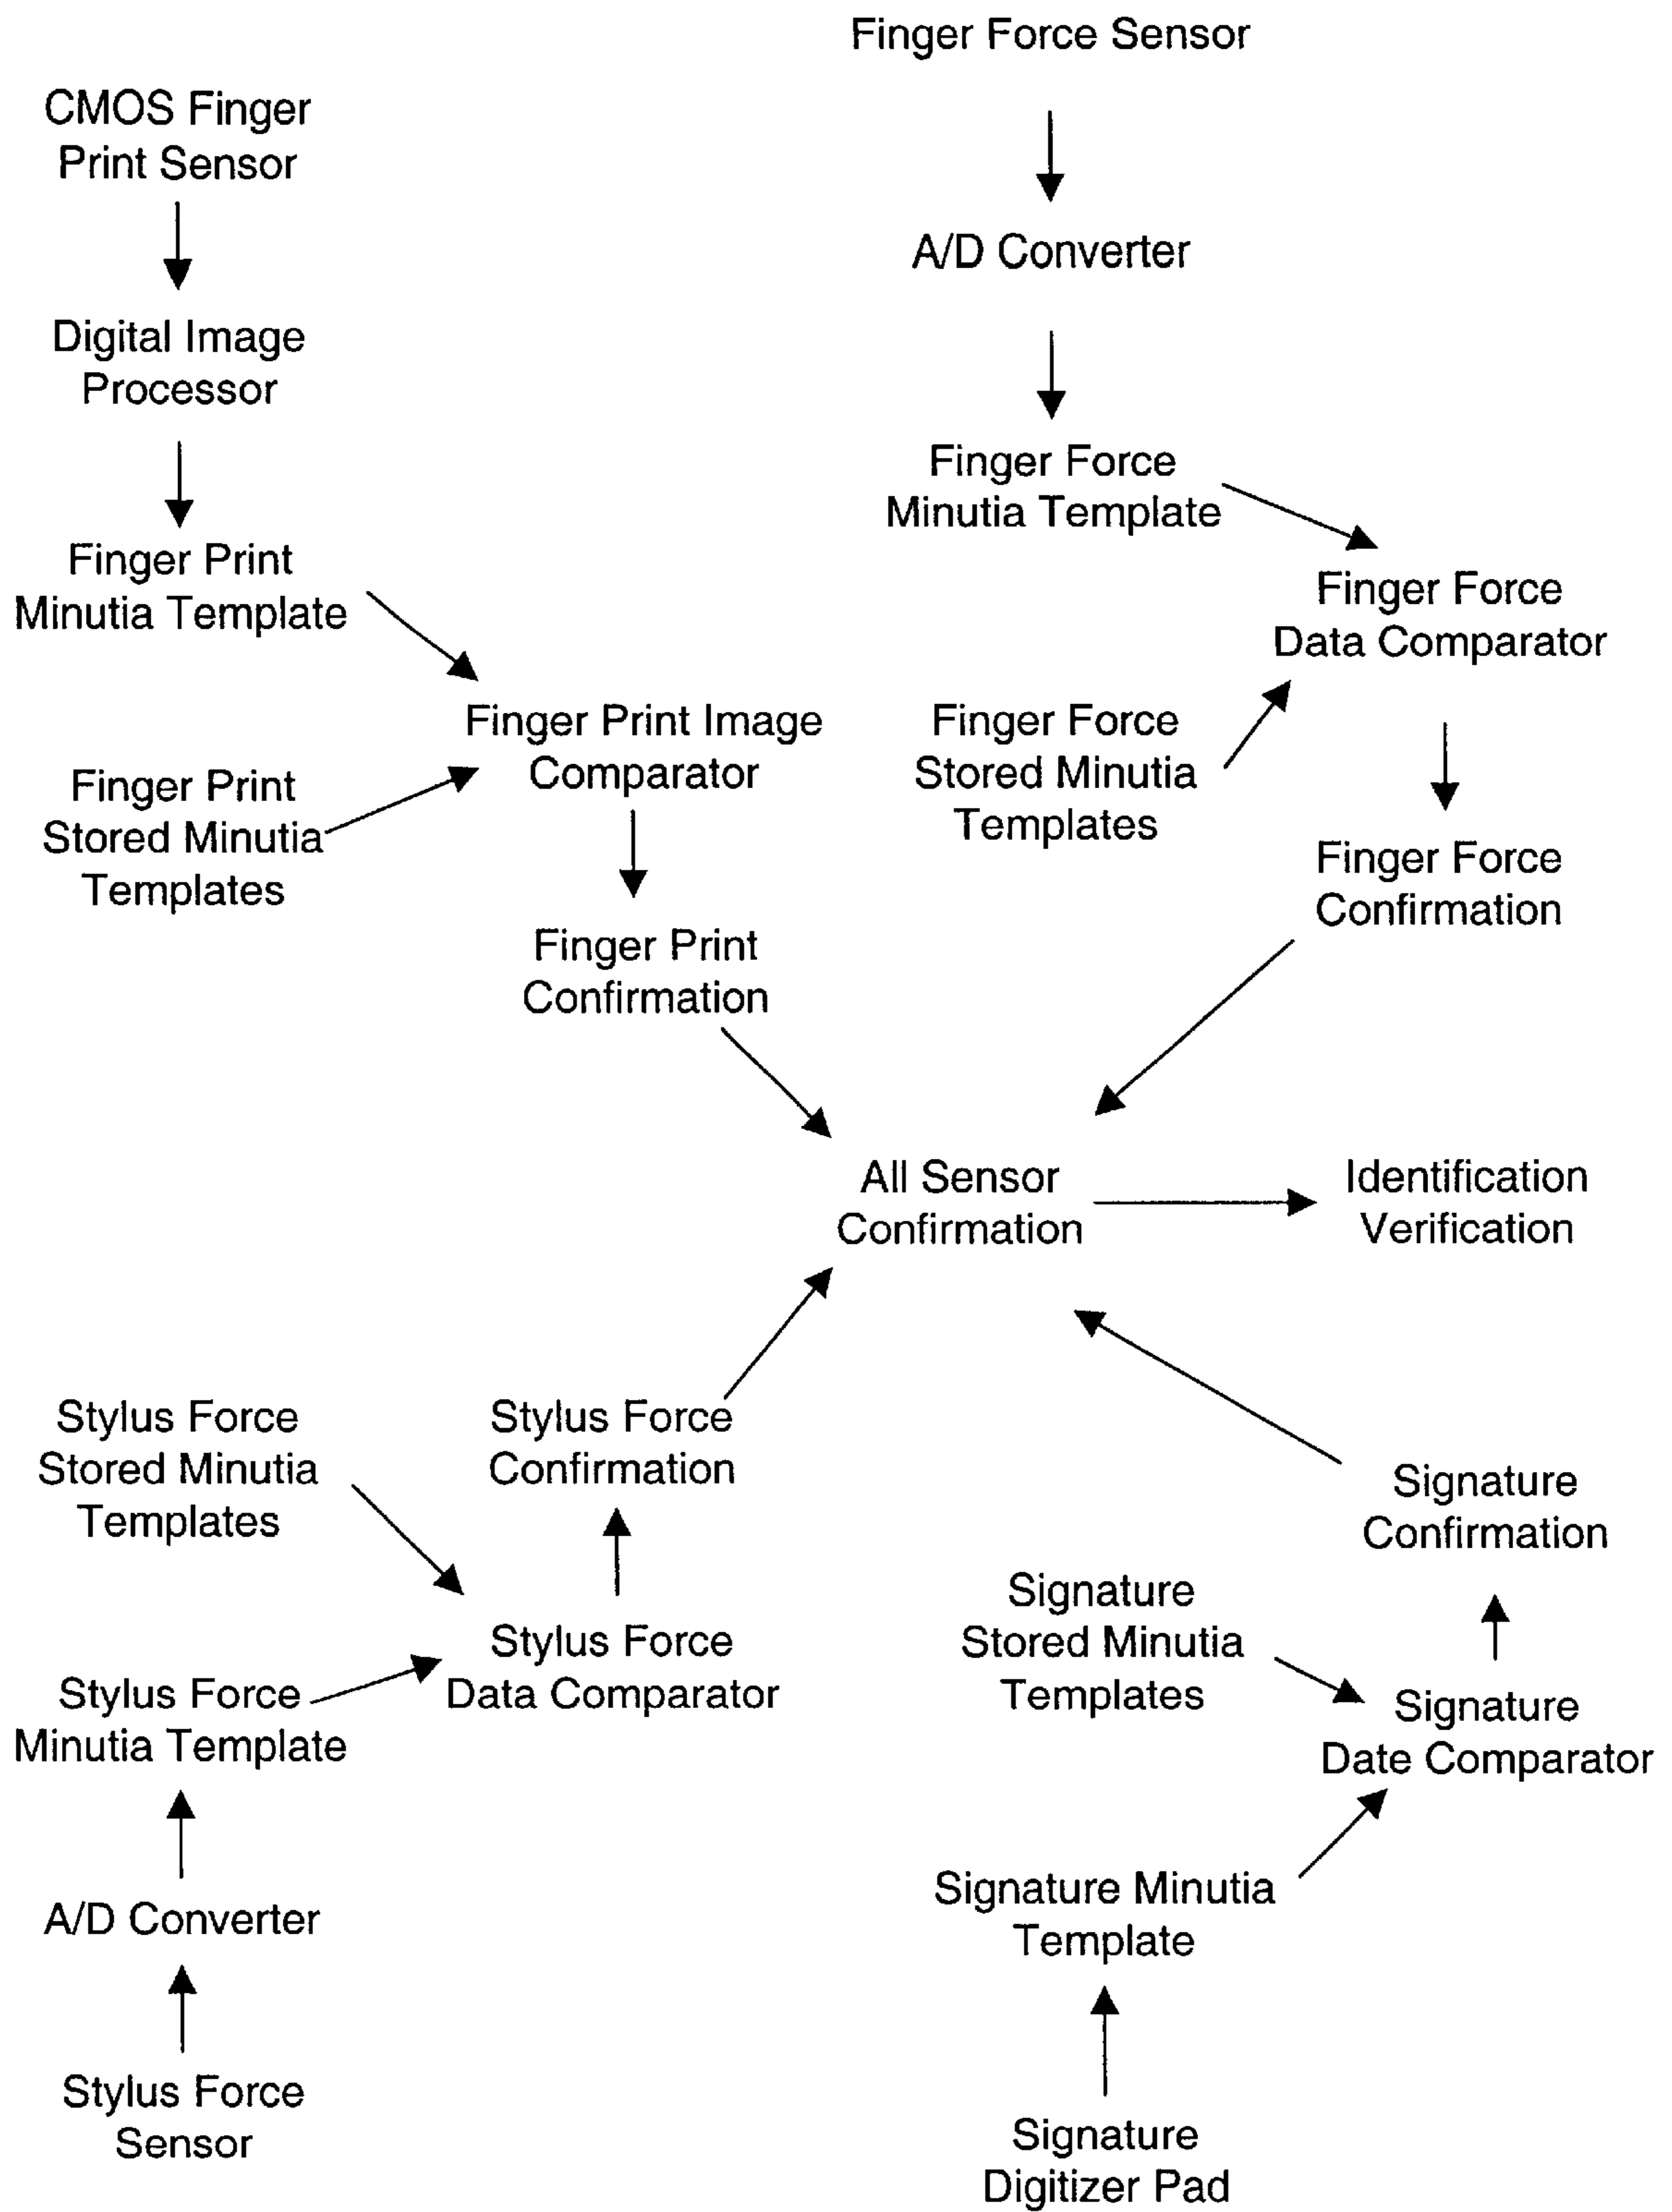 Finger Force Sensor
CMOS Finger
Print Sensor
A/D Converter
Digital Image
Processor
Finger Force
Minutia Template
Finger Print
Minutia Template
Finger Force
Data Comparator
Finger Print Image
Comparator
Finger Force
Stored Minutia
Templates
Finger Print
Stored Minutia
Templates
Finger Force
Confirmation
Finger Print
Confirmation
All Sensor
Confirmation
Identification
Verification
Stylus Force
Stored Minutia
Templates
Stylus Force
Confirmation
Signature
Confirmation
Signature
Stored Minutia
Templates
Stylus Force
Data Comparator
Stylus Force
Minutia Template
Signature
Date Comparator
Signature Minutia
Template
A/D Converter
Stylus Force
Sensor
Signature
Digitizer Pad